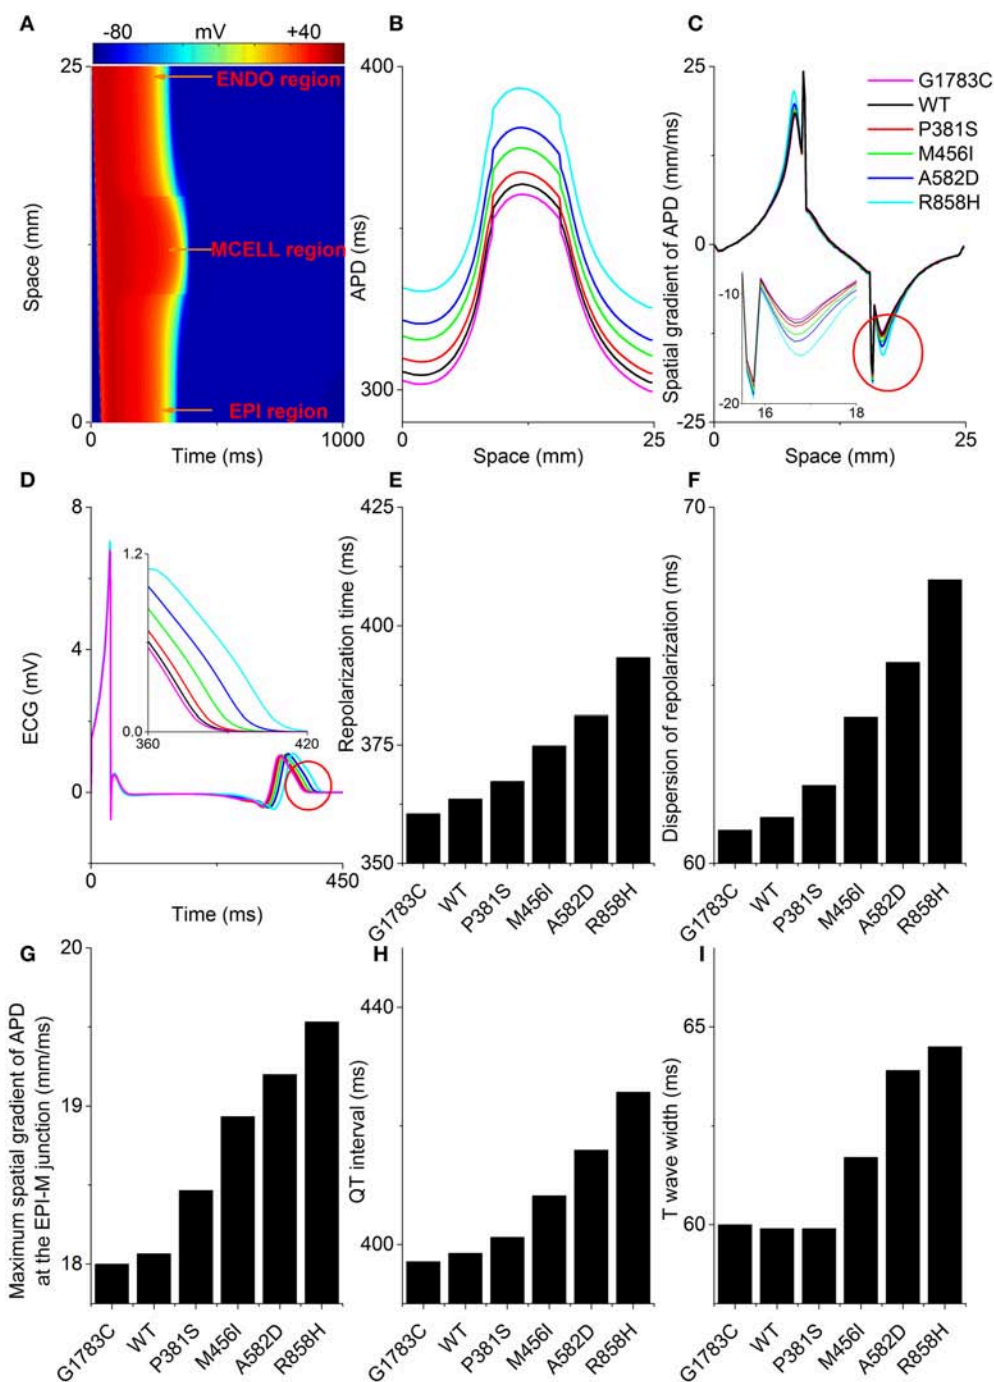 A
-80
mV
+40
25
ENDO region
Space (mm)
MCELL region
EPI region
0
0
1000
Time (ms)
B
400
APD (ms)
300
0
25
Space (mm)
C
25
Spatial gradient of APD (mm/ms)
0
-25
G1783C
WT
P381S
M456I
A582D
R858H
-10
-20
16
18
0
25
Space (mm)
D
8
ECG (mV)
4
0
1.2
0.0
360
420
0
450
Time (ms)
E
425
Repolarization time (ms)
400
375
350
G1783C
WT
P381S
M456I
A582D
R858H
F
70
Dispersion of repolarization (ms)
60
G1783C
WT
P381S
M456I
A582D
R858H
G
20
Maximum spatial gradient of APD
at the EPI-M junction (mm/ms)
19
18
G1783C
WT
P381S
M456I
A582D
R858H
H
440
QT interval (ms)
400
G1783C
WT
P381S
M456I
A582D
R858H
I
65
T wave width (ms)
60
G1783C
WT
P381S
M456I
A582D
R858H